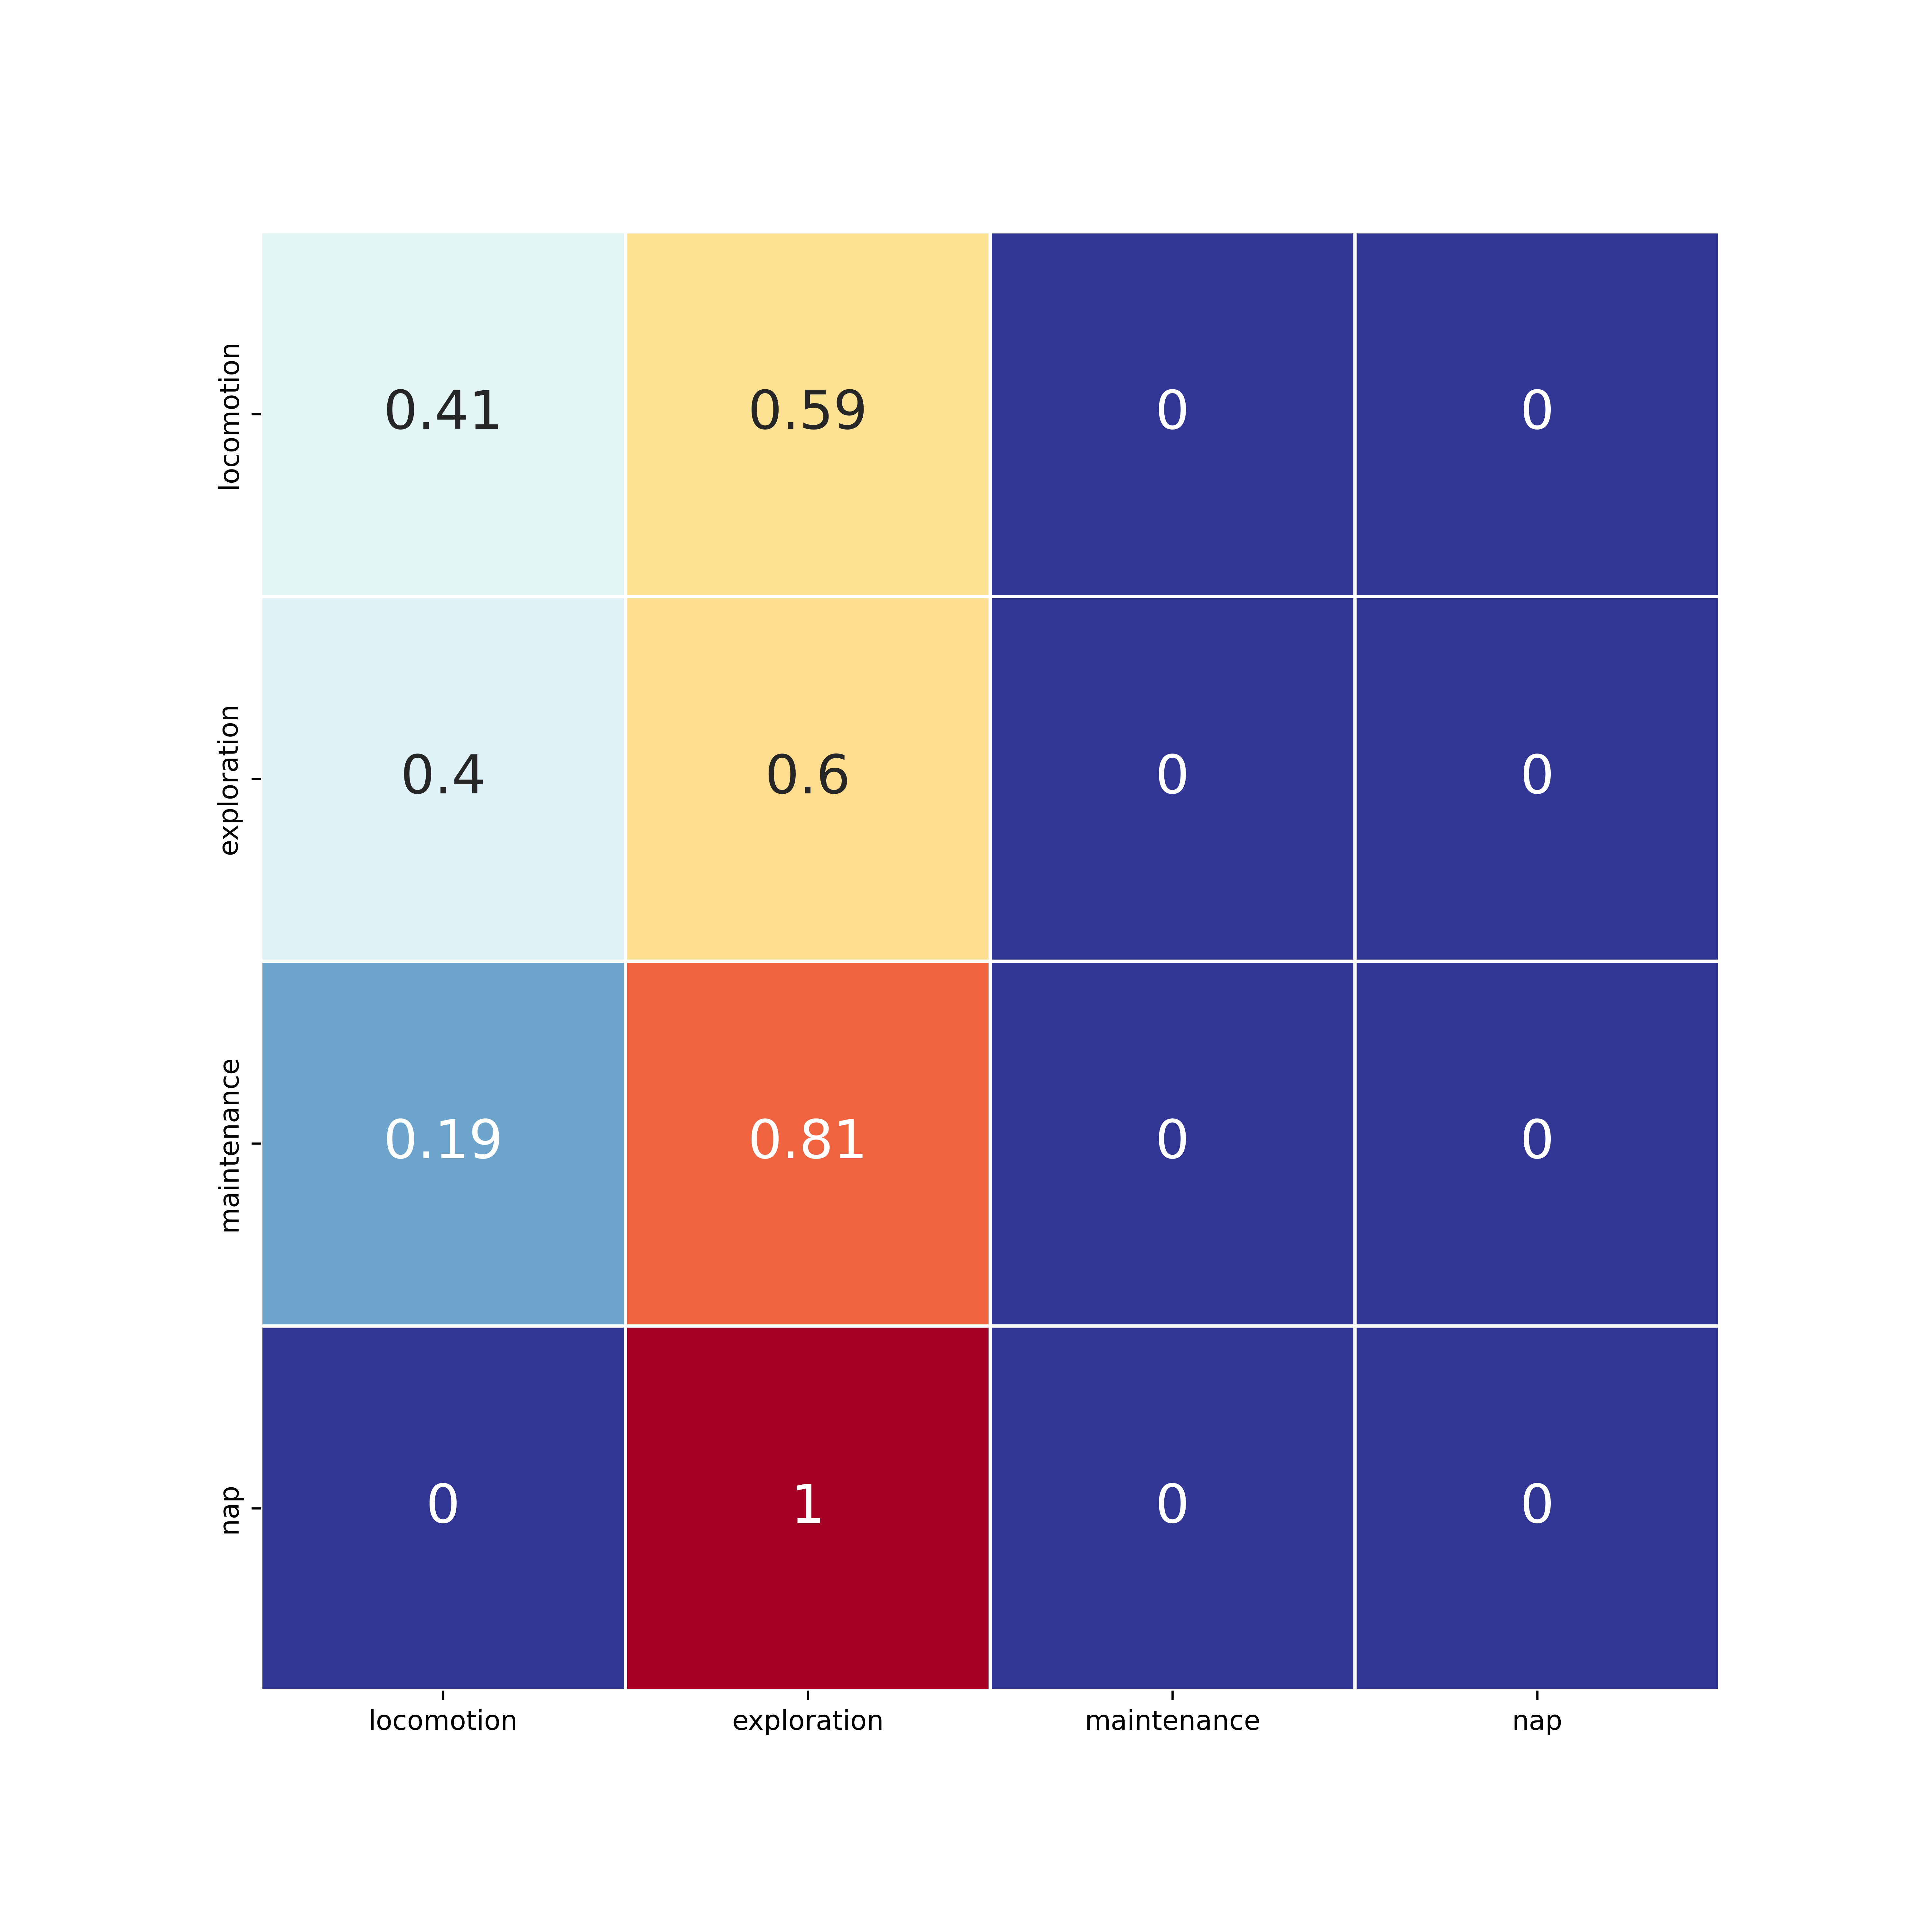 locomotion 0.41 0.59 0 0
exploration 0.4 0.6 0 0
maintenance 0.19 0.81 0 0
nap 0 1 0 0
locomotion exploration maintenance nap